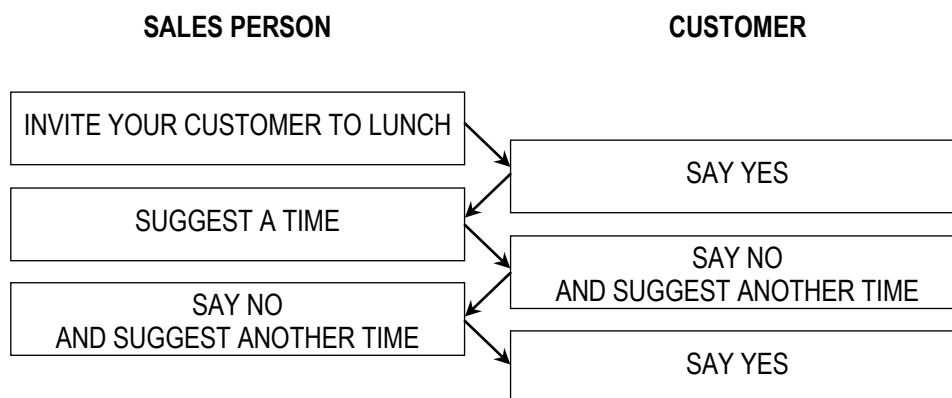 SALES PERSON
CUSTOMER
INVITE YOUR CUSTOMER TO LUNCH
SAY YES
SUGGEST A TIME
SAY NO
AND SUGGEST ANOTHER TIME
SAY NO
AND SUGGEST ANOTHER TIME
SAY YES